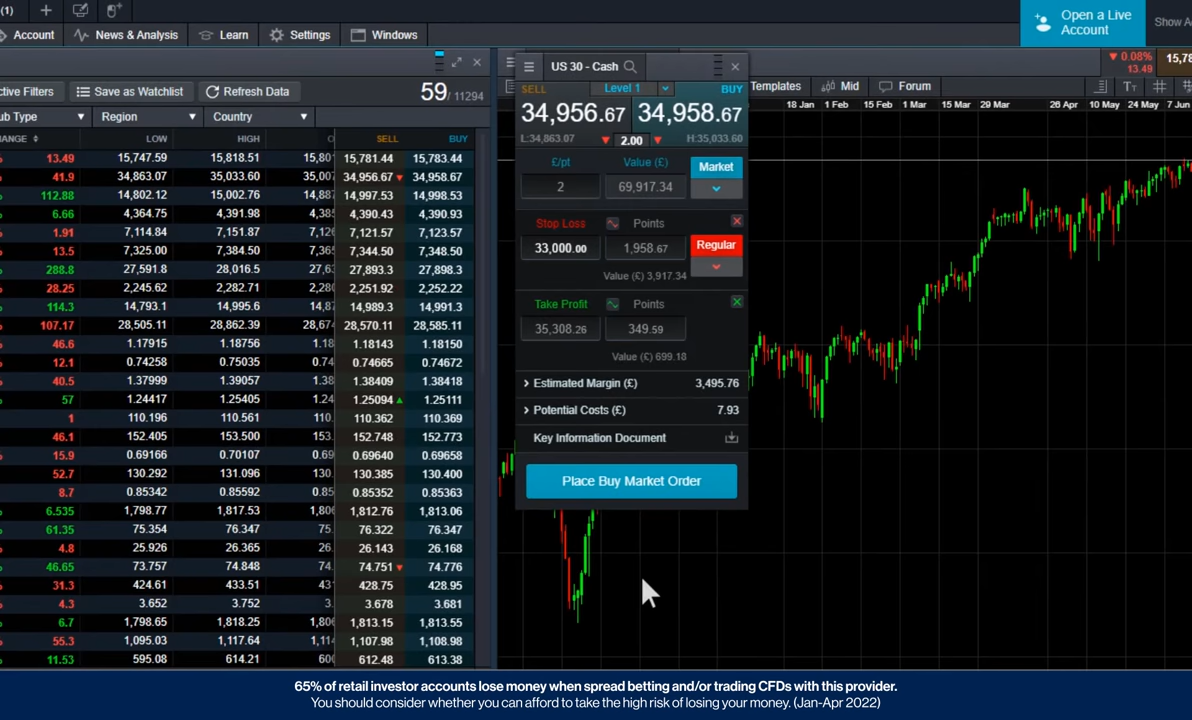 (1)
Account News & Analysis Learn Settings Windows
Open a Live
Account
Show
0.08%
13.49
Save as Watchlist Refresh Data 59 / 11294
Region Country
LOW HIGH SELL BUY
13.49 15,747.59 15,818.51 15,781.44 15,783.44
41.9 34,863.07 35,033.60 34,956.67 34,958.67
112.88 14,802.12 15,002.76 14,997.53 14,998.53
6.66 4,364.75 4,391.98 4,390.43 4,390.93
1.91 7,114.84 7,151.87 7,121.57 7,123.57
13.5 7,325.00 7,384.50 7,344.50 7,348.50
288.8 27,591.8 28,016.5 27,893.3 27,898.3
28.25 2,245.62 2,282.71 2,251.92 2,252.22
114.3 14,793.1 14,995.6 14,989.3 14,991.3
107.17 28,505.11 28,862.39 28,570.11 28,585.11
46.6 1.17915 1.18756 1.18143 1.18150
12.1 0.74258 0.75035 0.74665 0.74672
40.5 1.37999 1.39057 1.38409 1.38418
57 1.24417 1.25405 1.25094 1.25111
1 110.196 110.561 110.362 110.369
46.1 152.405 153.500 152.748 152.773
15.9 0.69166 0.70107 0.69640 0.69658
52.7 130.292 131.096 130.385 130.400
8.7 0.85342 0.85592 0.85352 0.85363
6.535 1,798.77 1,817.53 1,812.76 1,813.06
61.35 75.354 76.347 76.322 76.347
4.8 25.926 26.365 26.143 26.168
46.65 73.757 74.848 74.751 74.776
31.3 424.61 433.51 428.75 428.95
4.3 3.652 3.752 3.678 3.681
6.7 1,798.65 1,818.25 1,813.15 1,813.55
55.3 1,095.03 1,117.64 1,107.98 1,108.98
11.53 595.08 614.21 612.48 613.38
US 30 - Cash
SELL Level 1 BUY
34,956.67 34,958.67
L:34,863.07 2.00 H:35,033.60
£/pt Value (£) Market
2 69,917.34
Stop Loss Points
33,000.00 1,958.67 Regular
Value (£) 3,917.34
Take Profit Points
35,308.26 349.59
Value (£) 699.18
Estimated Margin (£) 3,495.76
Potential Costs (£) 7.93
Key Information Document
Place Buy Market Order
Templates Mid Forum
18 Jan 1 Feb 15 Feb 1 Mar 15 Mar 29 Mar 26 Apr 10 May 24 May 7 Jun
65% of retail investor accounts lose money when spread betting and/or trading CFDs with this provider.
You should consider whether you can afford to take the high risk of losing your money. (Jan-Apr 2022)